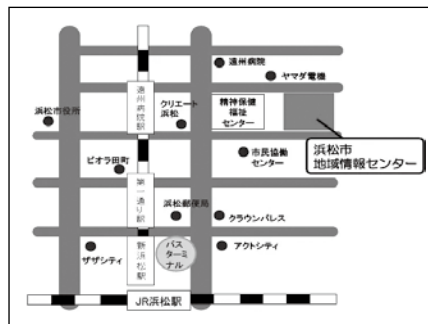 遠州病院
ヤマダ電機
浜松市役所
遠州病院駅
クリエート
浜松
精神保健
福祉
センター
浜松市
地域情報センター
市民協働
センター
ビオラ田町
第一通り駅
浜松郵便局
クラウンパレス
新浜松駅
バス
ターミ
ナル
ザザシティ
アクトシティ
JR浜松駅